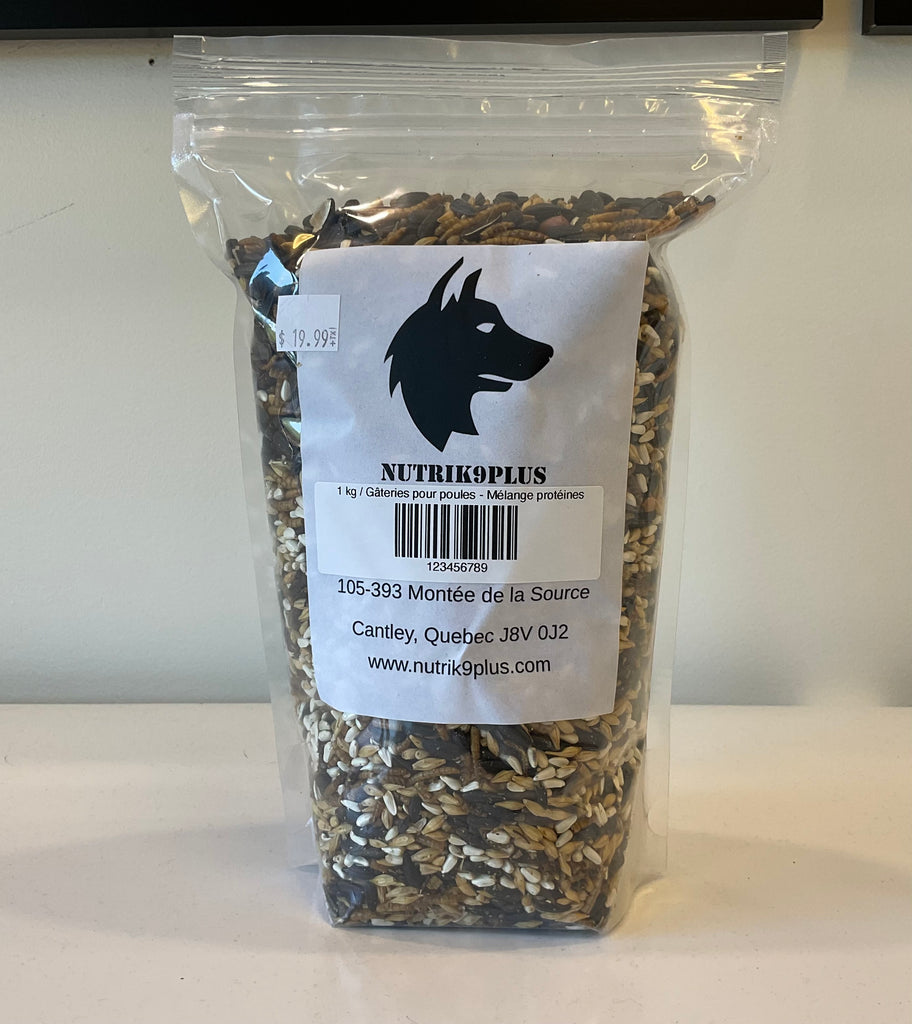 $ 19.99
+TX!
NUTRIK9PLUS
1 kg / Gâteries pour poules - Mélange protéines
123456789
105-393 Montée de la Source
Cantley, Quebec J8V 0J2
www.nutrik9plus.com